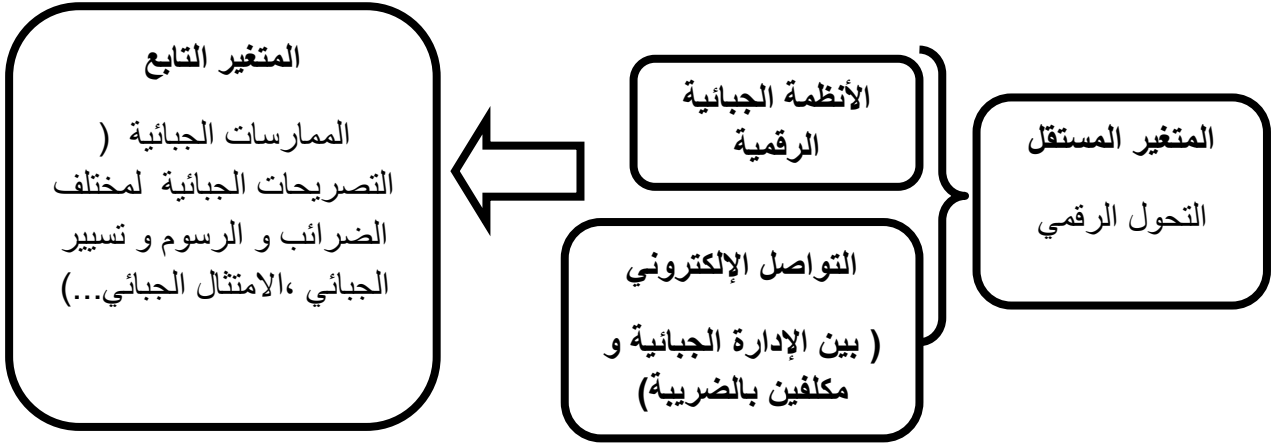 المتغير المستقل
التحول الرقمي
الأنظمة الجبائية
الرقمية
التواصل الإلكتروني
( بين الإدارة الجبائية و
مكلفين بالضريبة)
المتغير التابع
الممارسات الجبائية (
التصريحات الجبائية لمختلف
الضرائب و الرسوم و تسيير
الجبائي ،الامتثال الجبائي...)